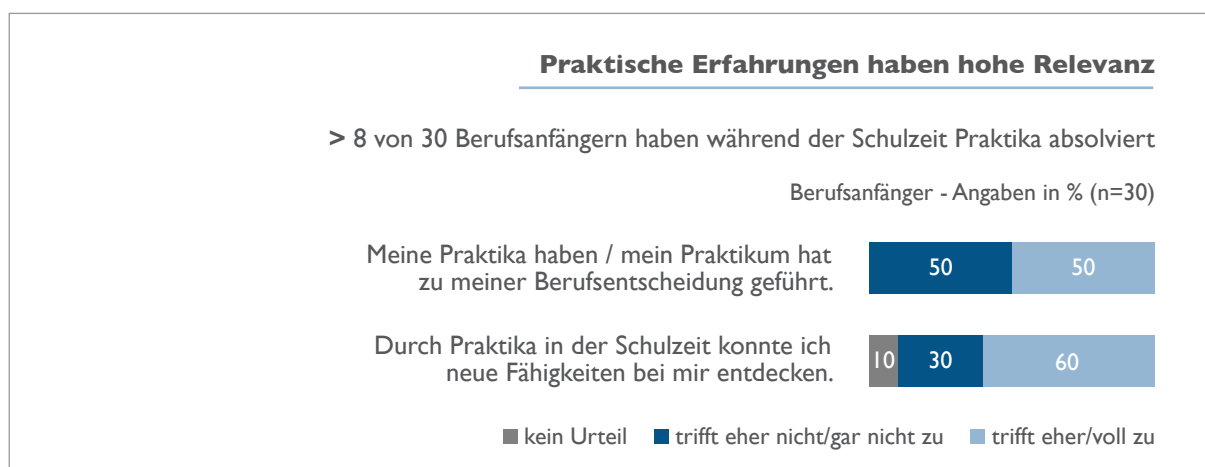 Praktische Erfahrungen haben hohe Relevanz
> 8 von 30 Berufsanfängern haben während der Schulzeit Praktika absolviert
Berufsanfänger - Angaben in % (n=30)
Meine Praktika haben / mein Praktikum hat
zu meiner Berufsentscheidung geführt.
50 50
Durch Praktika in der Schulzeit konnte ich
neue Fähigkeiten bei mir entdecken.
10 30 60
kein Urteil trifft eher nicht/gar nicht zu trifft eher/voll zu